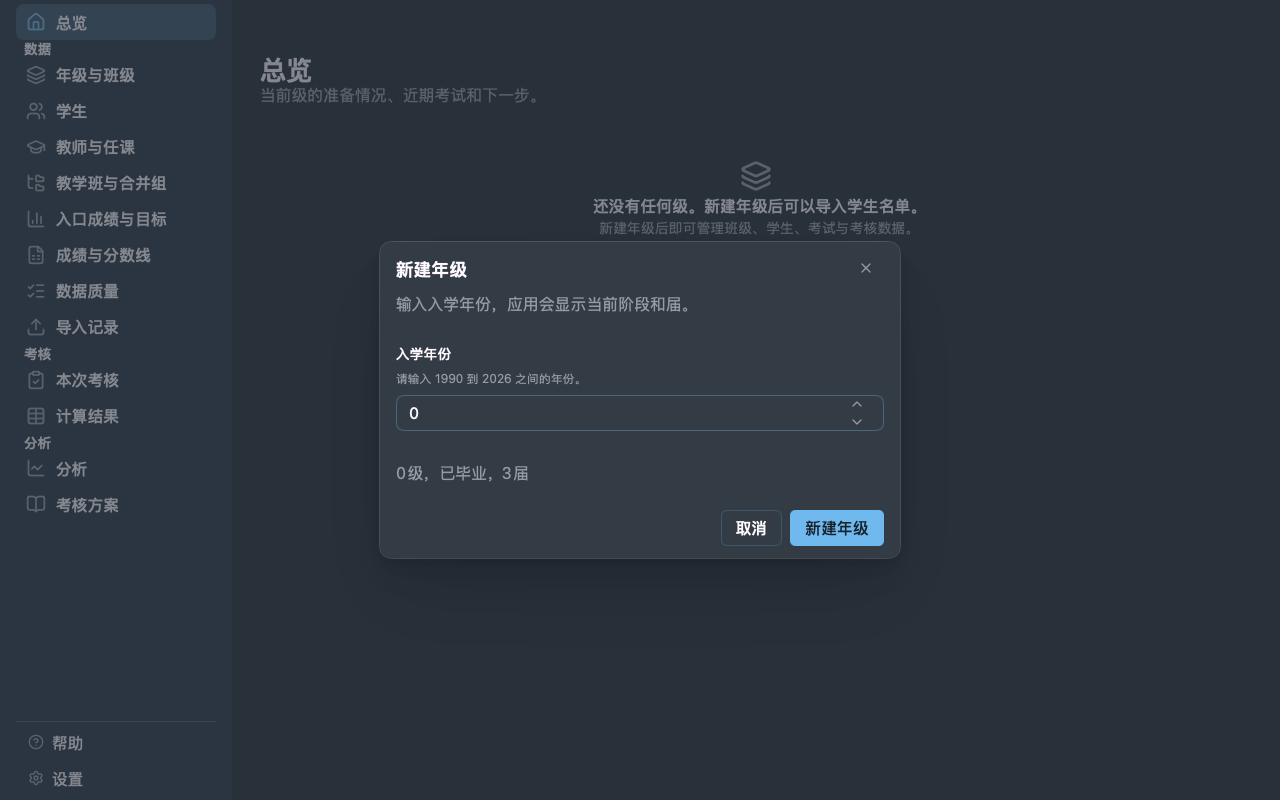 总览
数据
年级与班级
学生
教师与任课
教学班与合并组
入口成绩与目标
成绩与分数线
数据质量
导入记录
考核
本次考核
计算结果
分析
分析
考核方案
帮助
设置
总览
当前级的准备情况、近期考试和下一步。
还没有任何级。新建年级后可以导入学生名单。
新建年级后即可管理班级、学生、考试与考核数据。
新建年级
输入入学年份，应用会显示当前阶段和届。
入学年份
请输入 1990 到 2026 之间的年份。
0
0级，已毕业，3届
取消
新建年级